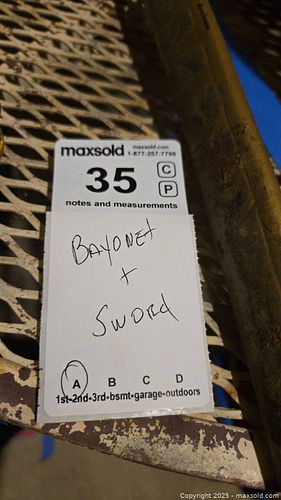 maxsold maxsold.com
1-877-257-7799
35 C
P
notes and measurements
BAYONET
+
SWORD
A B C D
1st-2nd-3rd-bsmt-garage-outdoors
Copyright © 2025 - maxsold.com